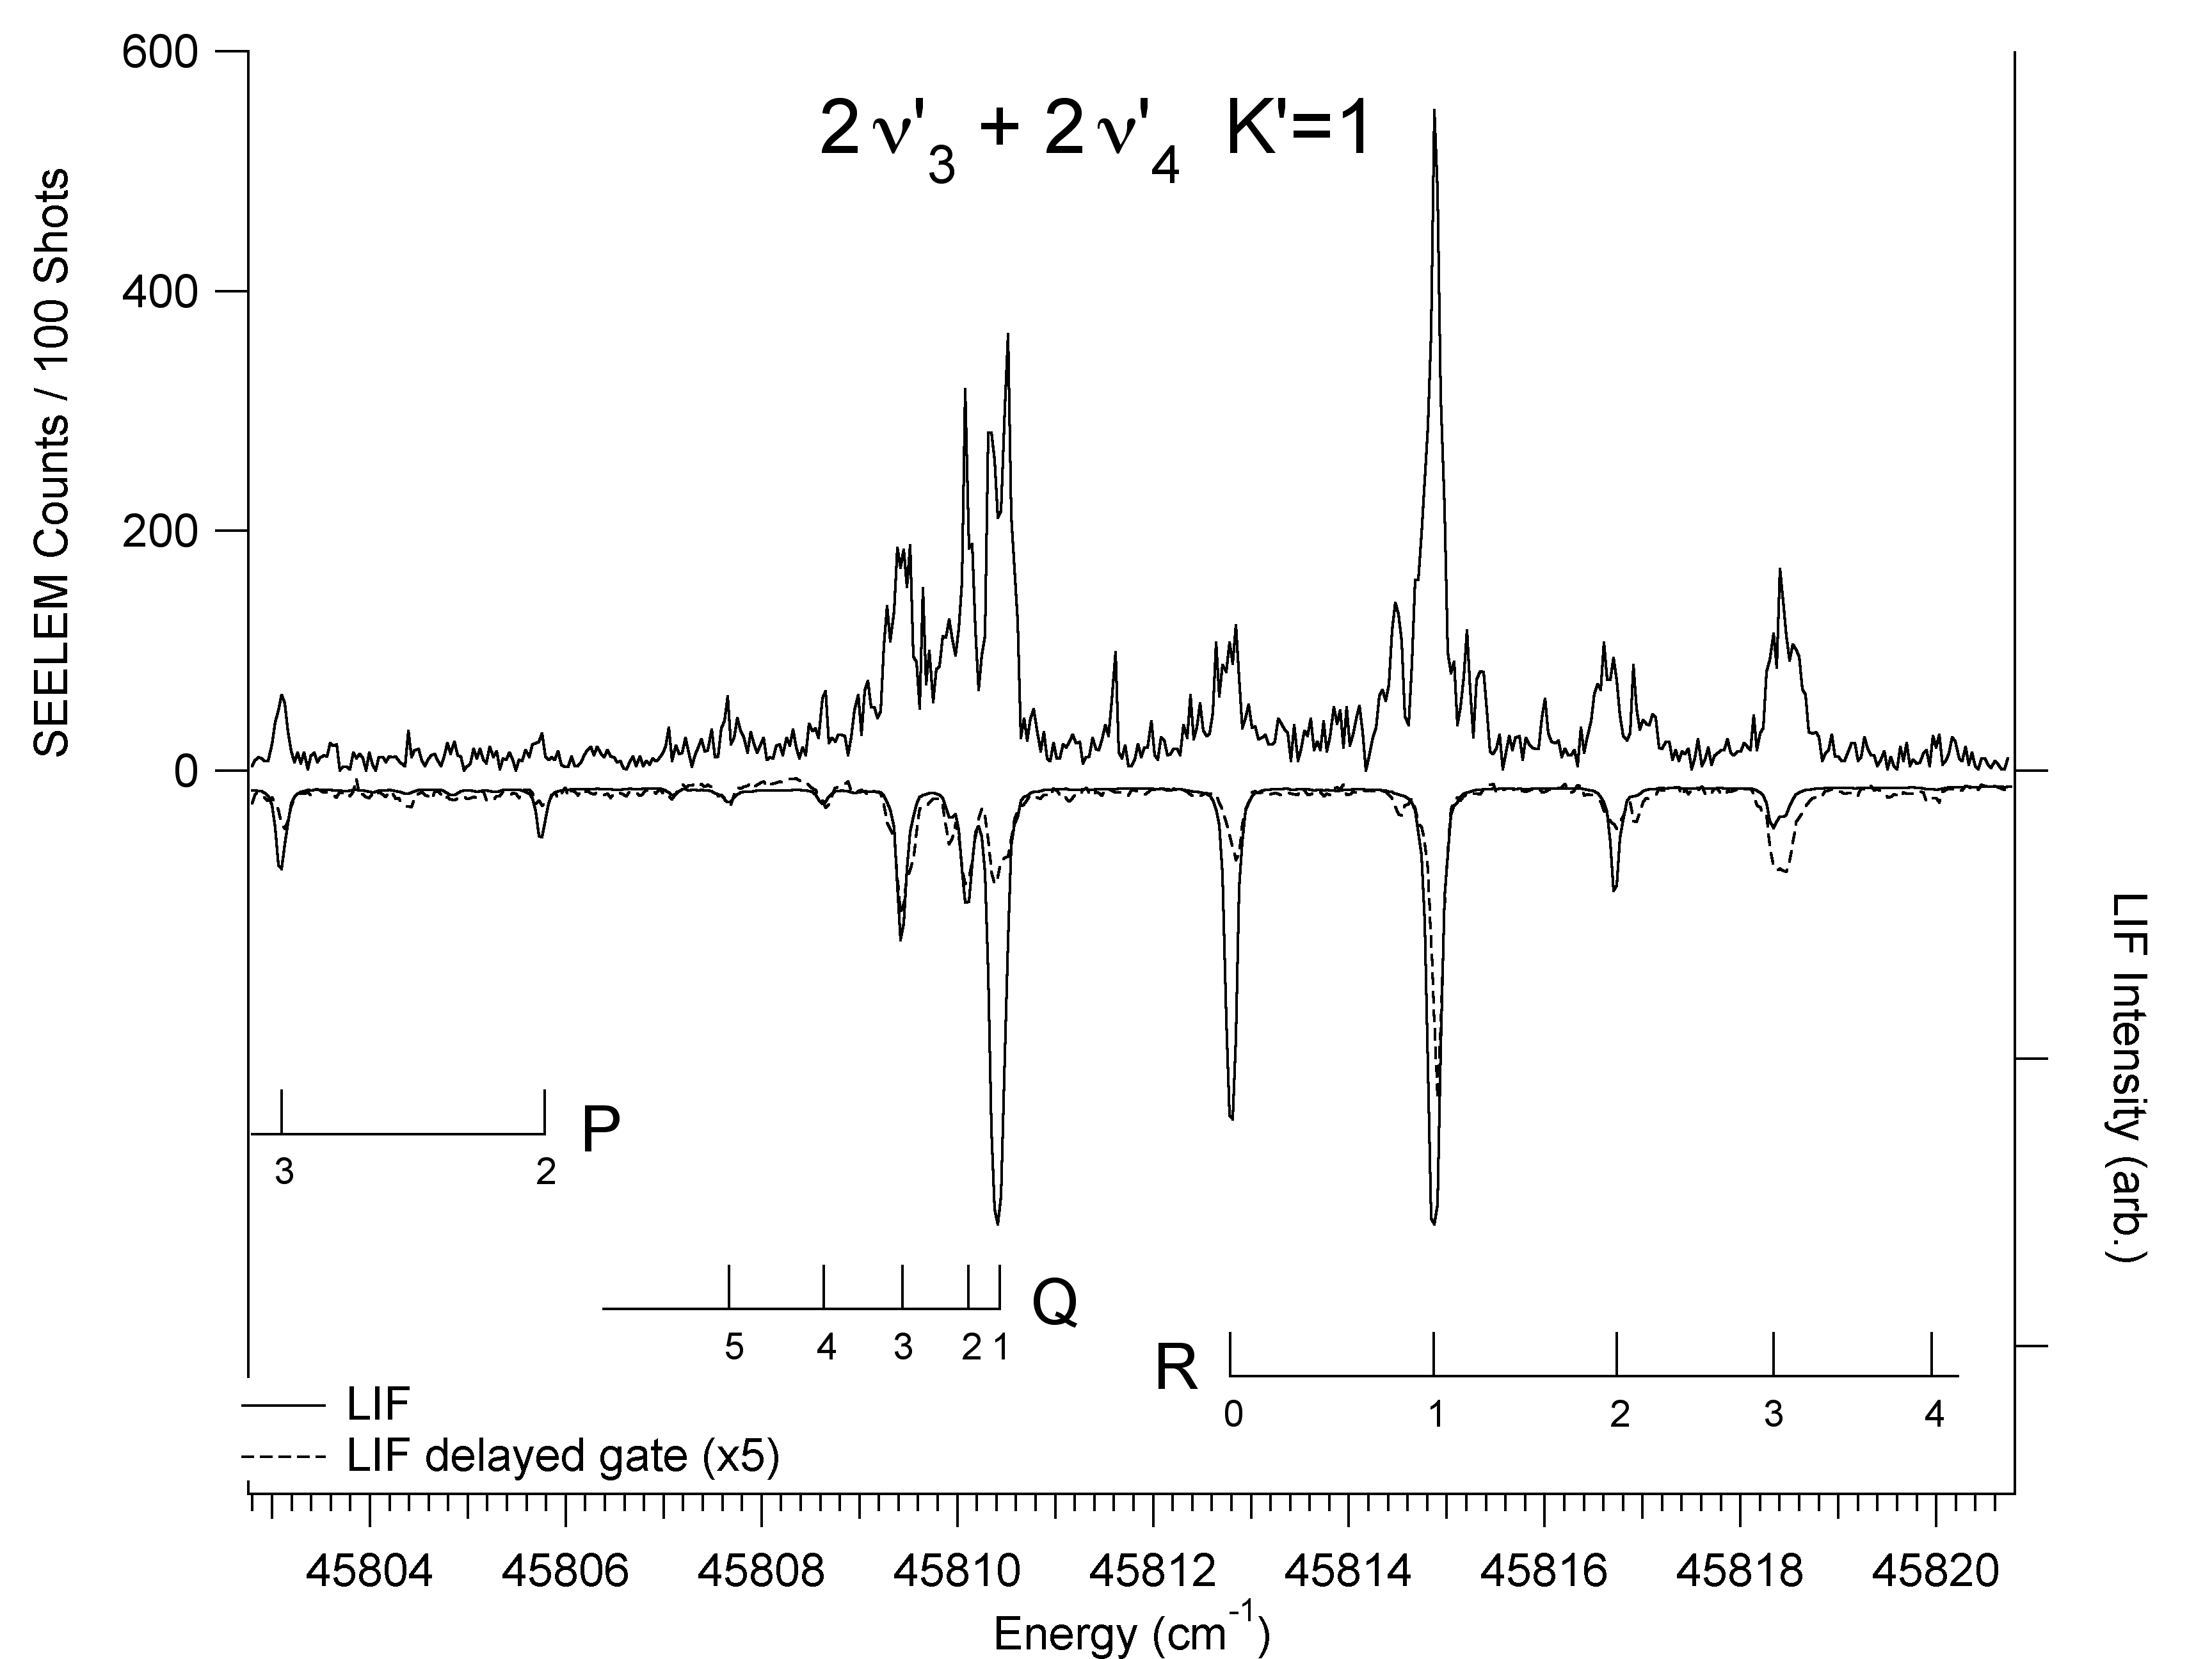 600
400
200
0
SEELEM Counts / 100 Shots
2ν'3 + 2ν'4 K'=1
LIF Intensity (arb.)
P
3 2
Q
5 4 3 2 1
R
0 1 2 3 4
LIF
LIF delayed gate (x5)
45804 45806 45808 45810 45812 45814 45816 45818 45820
Energy (cm-1)